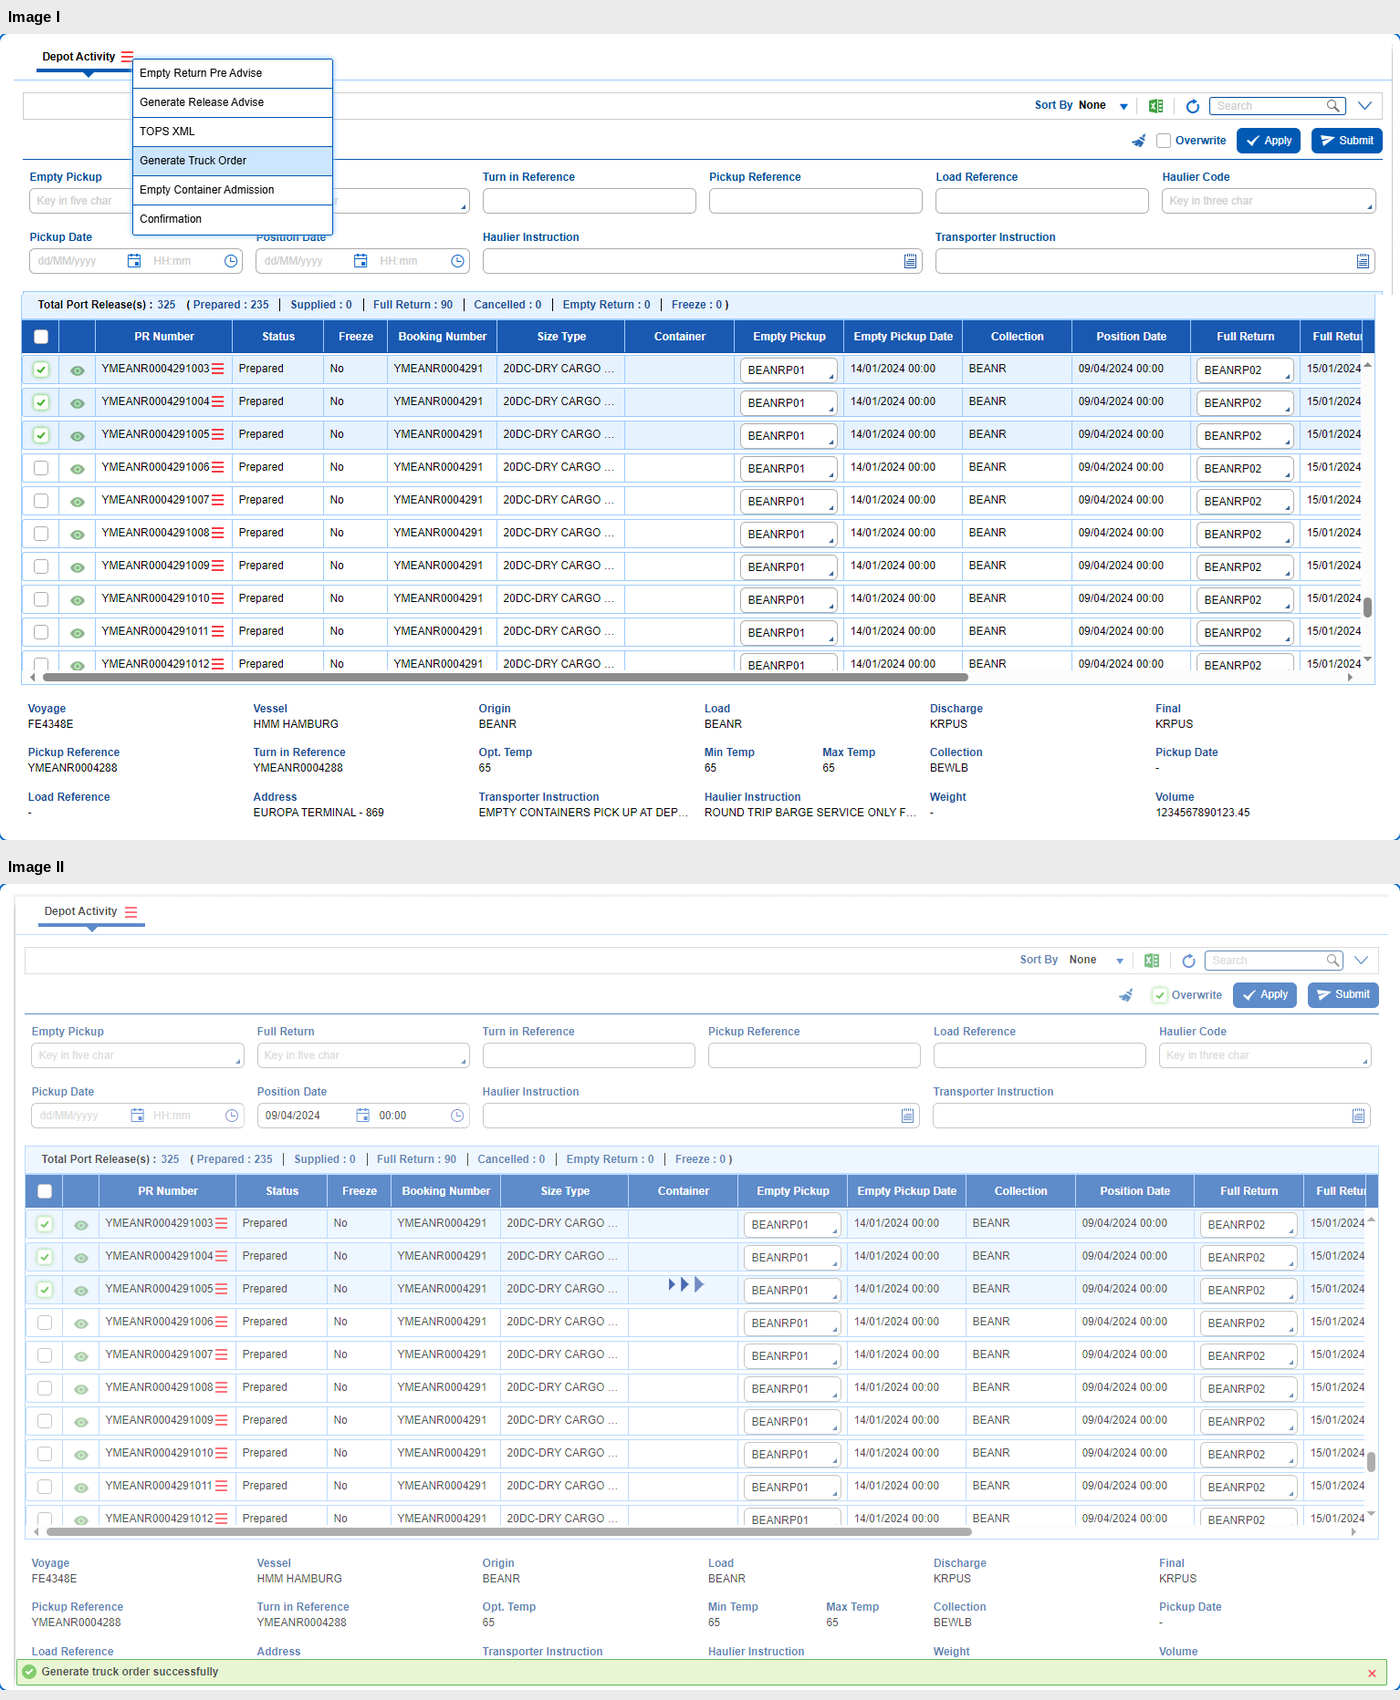 Image I
Depot Activity
Empty Return Pre Advise
Generate Release Advise
TOPS XML
Generate Truck Order
Empty Container Admission
Confirmation
Sort By None Search
Overwrite Apply Submit
Empty Pickup Turn in Reference Pickup Reference Load Reference Haulier Code
Key in five char Key in three char
Pickup Date Position Date Haulier Instruction Transporter Instruction
dd/MM/yyyy HH:mm dd/MM/yyyy HH:mm
Total Port Release(s) : 325 ( Prepared : 235 | Supplied : 0 | Full Return : 90 | Cancelled : 0 | Empty Return : 0 | Freeze : 0 )
PR Number Status Freeze Booking Number Size Type Container Empty Pickup Empty Pickup Date Collection Position Date Full Return Full Retur
YMEANR0004291003 Prepared No YMEANR0004291 20DC-DRY CARGO ... BEANRP01 14/01/2024 00:00 BEANR 09/04/2024 00:00 BEANRP02 15/01/2024
YMEANR0004291004 Prepared No YMEANR0004291 20DC-DRY CARGO ... BEANRP01 14/01/2024 00:00 BEANR 09/04/2024 00:00 BEANRP02 15/01/2024
YMEANR0004291005 Prepared No YMEANR0004291 20DC-DRY CARGO ... BEANRP01 14/01/2024 00:00 BEANR 09/04/2024 00:00 BEANRP02 15/01/2024
YMEANR0004291006 Prepared No YMEANR0004291 20DC-DRY CARGO ... BEANRP01 14/01/2024 00:00 BEANR 09/04/2024 00:00 BEANRP02 15/01/2024
YMEANR0004291007 Prepared No YMEANR0004291 20DC-DRY CARGO ... BEANRP01 14/01/2024 00:00 BEANR 09/04/2024 00:00 BEANRP02 15/01/2024
YMEANR0004291008 Prepared No YMEANR0004291 20DC-DRY CARGO ... BEANRP01 14/01/2024 00:00 BEANR 09/04/2024 00:00 BEANRP02 15/01/2024
YMEANR0004291009 Prepared No YMEANR0004291 20DC-DRY CARGO ... BEANRP01 14/01/2024 00:00 BEANR 09/04/2024 00:00 BEANRP02 15/01/2024
YMEANR0004291010 Prepared No YMEANR0004291 20DC-DRY CARGO ... BEANRP01 14/01/2024 00:00 BEANR 09/04/2024 00:00 BEANRP02 15/01/2024
YMEANR0004291011 Prepared No YMEANR0004291 20DC-DRY CARGO ... BEANRP01 14/01/2024 00:00 BEANR 09/04/2024 00:00 BEANRP02 15/01/2024
YMEANR0004291012 Prepared No YMEANR0004291 20DC-DRY CARGO ... BEANRP01 14/01/2024 00:00 BEANR 09/04/2024 00:00 BEANRP02 15/01/2024
Voyage Vessel Origin Load Discharge Final
FE4348E HMM HAMBURG BEANR BEANR KRPUS KRPUS
Pickup Reference Turn in Reference Opt. Temp Min Temp Max Temp Collection Pickup Date
YMEANR0004288 YMEANR0004288 65 65 65 BEWLB -
Load Reference Address Transporter Instruction Haulier Instruction Weight Volume
- EUROPA TERMINAL - 869 EMPTY CONTAINERS PICK UP AT DEP... ROUND TRIP BARGE SERVICE ONLY F... - 1234567890123.45
Image II
Depot Activity
Sort By None Search
Overwrite Apply Submit
Empty Pickup Full Return Turn in Reference Pickup Reference Load Reference Haulier Code
Key in five char Key in five char Key in three char
Pickup Date Position Date Haulier Instruction Transporter Instruction
dd/MM/yyyy HH:mm 09/04/2024 00:00
Total Port Release(s) : 325 ( Prepared : 235 | Supplied : 0 | Full Return : 90 | Cancelled : 0 | Empty Return : 0 | Freeze : 0 )
PR Number Status Freeze Booking Number Size Type Container Empty Pickup Empty Pickup Date Collection Position Date Full Return Full Retur
YMEANR0004291003 Prepared No YMEANR0004291 20DC-DRY CARGO ... BEANRP01 14/01/2024 00:00 BEANR 09/04/2024 00:00 BEANRP02 15/01/2024
YMEANR0004291004 Prepared No YMEANR0004291 20DC-DRY CARGO ... BEANRP01 14/01/2024 00:00 BEANR 09/04/2024 00:00 BEANRP02 15/01/2024
YMEANR0004291005 Prepared No YMEANR0004291 20DC-DRY CARGO ... BEANRP01 14/01/2024 00:00 BEANR 09/04/2024 00:00 BEANRP02 15/01/2024
YMEANR0004291006 Prepared No YMEANR0004291 20DC-DRY CARGO ... BEANRP01 14/01/2024 00:00 BEANR 09/04/2024 00:00 BEANRP02 15/01/2024
YMEANR0004291007 Prepared No YMEANR0004291 20DC-DRY CARGO ... BEANRP01 14/01/2024 00:00 BEANR 09/04/2024 00:00 BEANRP02 15/01/2024
YMEANR0004291008 Prepared No YMEANR0004291 20DC-DRY CARGO ... BEANRP01 14/01/2024 00:00 BEANR 09/04/2024 00:00 BEANRP02 15/01/2024
YMEANR0004291009 Prepared No YMEANR0004291 20DC-DRY CARGO ... BEANRP01 14/01/2024 00:00 BEANR 09/04/2024 00:00 BEANRP02 15/01/2024
YMEANR0004291010 Prepared No YMEANR0004291 20DC-DRY CARGO ... BEANRP01 14/01/2024 00:00 BEANR 09/04/2024 00:00 BEANRP02 15/01/2024
YMEANR0004291011 Prepared No YMEANR0004291 20DC-DRY CARGO ... BEANRP01 14/01/2024 00:00 BEANR 09/04/2024 00:00 BEANRP02 15/01/2024
YMEANR0004291012 Prepared No YMEANR0004291 20DC-DRY CARGO ... BEANRP01 14/01/2024 00:00 BEANR 09/04/2024 00:00 BEANRP02 15/01/2024
Voyage Vessel Origin Load Discharge Final
FE4348E HMM HAMBURG BEANR BEANR KRPUS KRPUS
Pickup Reference Turn in Reference Opt. Temp Min Temp Max Temp Collection Pickup Date
YMEANR0004288 YMEANR0004288 65 65 65 BEWLB -
Load Reference Address Transporter Instruction Haulier Instruction Weight Volume
Generate truck order successfully